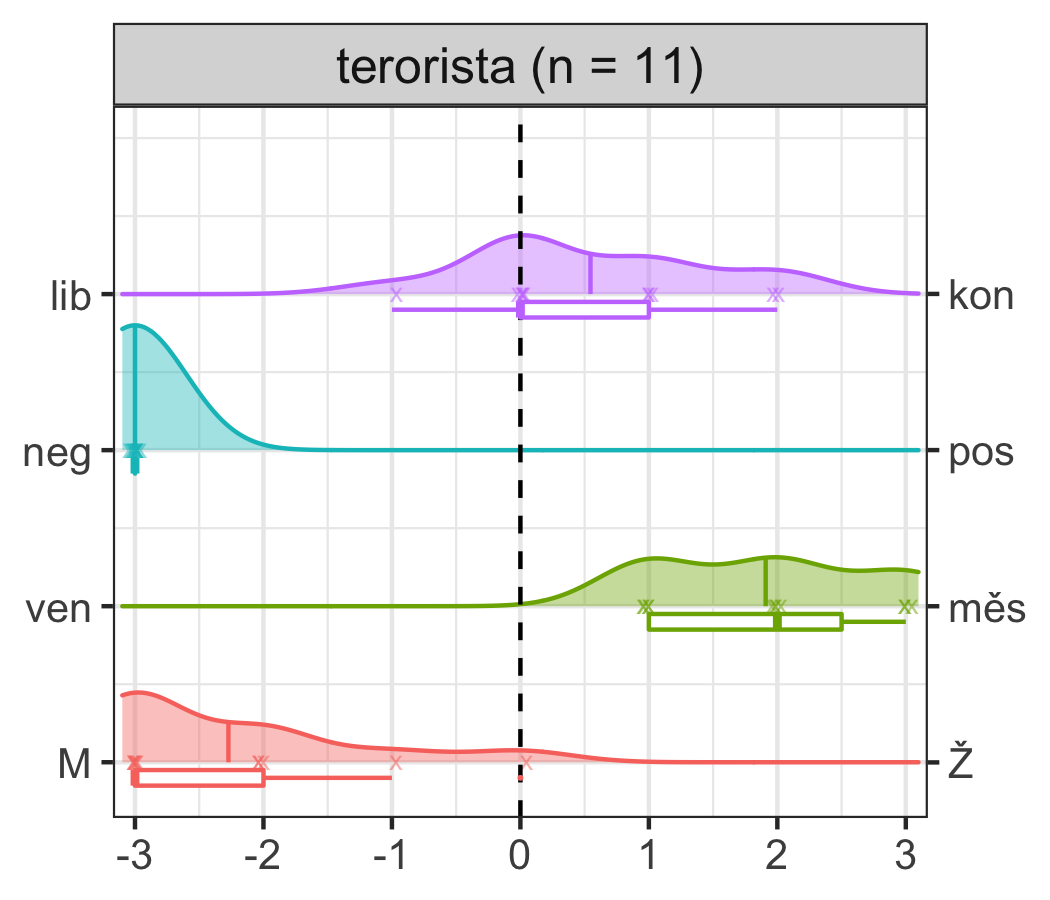 terorista (n = 11)
lib kon
neg pos
ven měs
M Ž
-3 -2 -1 0 1 2 3